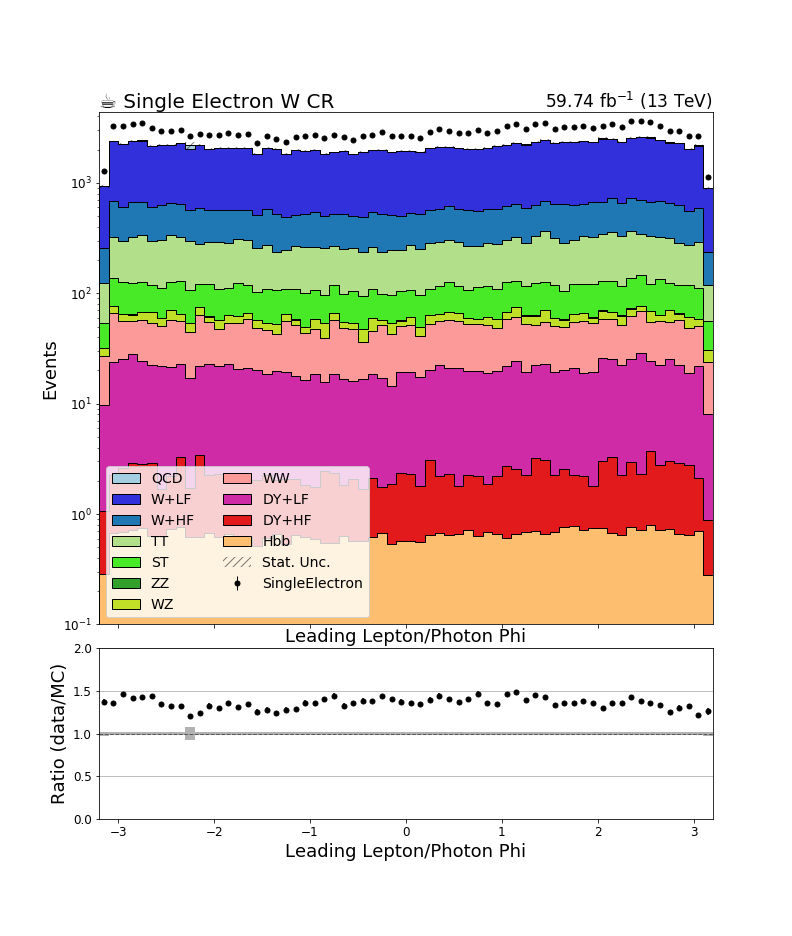 ☕ Single Electron W CR 59.74 fb⁻¹ (13 TeV)
Events
10³
10²
10¹
10⁰
10⁻¹
QCD WW
W+LF DY+LF
W+HF DY+HF
TT Hbb
ST Stat. Unc.
ZZ SingleElectron
WZ
Leading Lepton/Photon Phi
Ratio (data/MC)
2.0
1.5
1.0
0.5
0.0
−3 −2 −1 0 1 2 3
Leading Lepton/Photon Phi